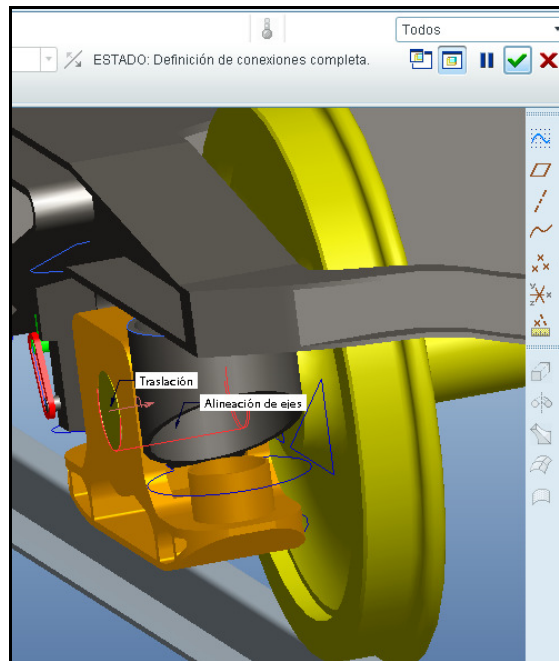 Todos
ESTADO: Definición de conexiones completa.
Traslación
Alineación de ejes